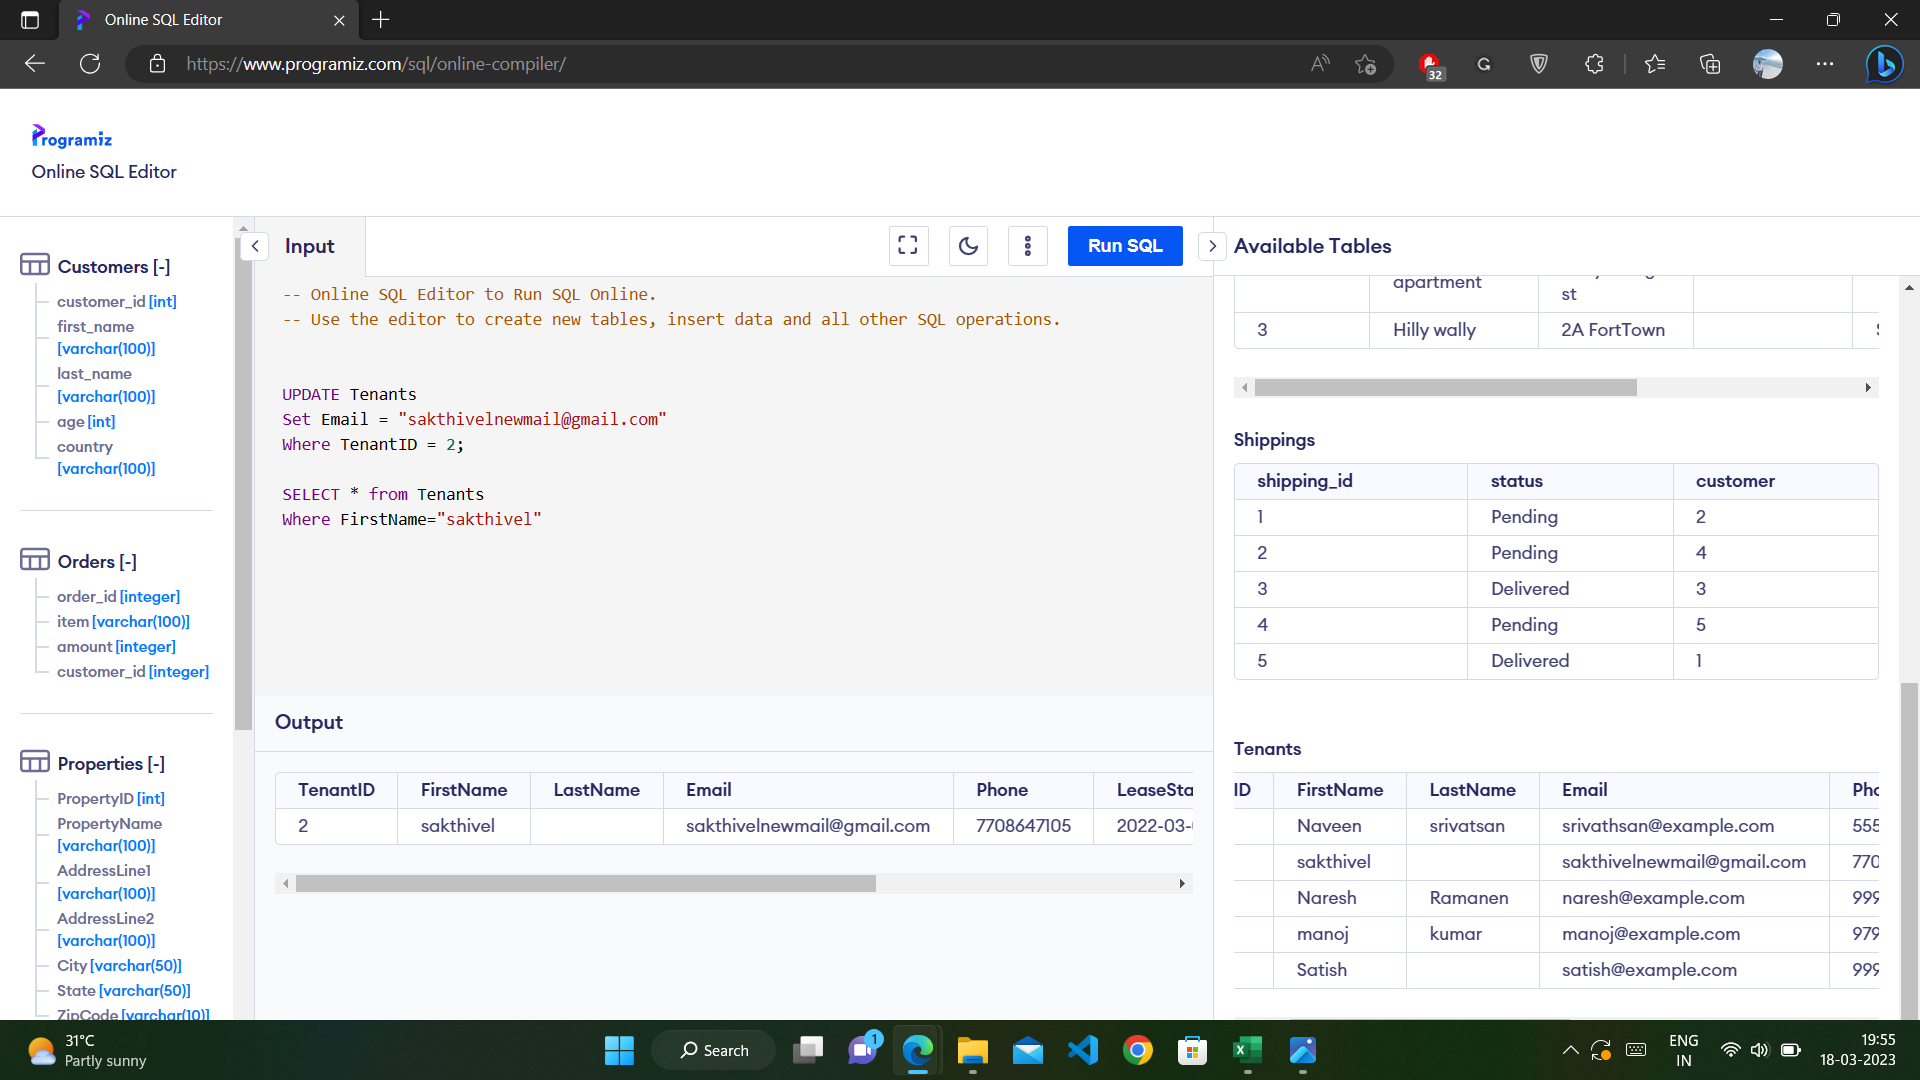 Online SQL Editor
https://www.programiz.com/sql/online-compiler/
32
Programiz
Online SQL Editor
Customers [-]
customer_id [int]
first_name
[varchar(100)]
last_name
[varchar(100)]
age [int]
country
[varchar(100)]
Orders [-]
order_id [integer]
item [varchar(100)]
amount [integer]
customer_id [integer]
Properties [-]
PropertyID [int]
PropertyName
[varchar(100)]
AddressLine1
[varchar(100)]
AddressLine2
[varchar(100)]
City [varchar(50)]
State [varchar(50)]
ZipCode [varchar(10)]
Input
Run SQL
-- Online SQL Editor to Run SQL Online.
-- Use the editor to create new tables, insert data and all other SQL operations.
UPDATE Tenants
Set Email = "sakthivelnewmail@gmail.com"
Where TenantID = 2;
SELECT * from Tenants
Where FirstName="sakthivel"
Output
TenantID FirstName LastName Email Phone LeaseSta
2 sakthivel sakthivelnewmail@gmail.com 7708647105 2022-03-
Available Tables
apartment
st
3 Hilly wally 2A FortTown
Shippings
shipping_id status customer
1 Pending 2
2 Pending 4
3 Delivered 3
4 Pending 5
5 Delivered 1
Tenants
ID FirstName LastName Email Pho
Naveen srivatsan srivathsan@example.com 555
sakthivel sakthivelnewmail@gmail.com 770
Naresh Ramanen naresh@example.com 999
manoj kumar manoj@example.com 979
Satish satish@example.com 999
31°C
Partly sunny
Search
1
ENG
IN
19:55
18-03-2023